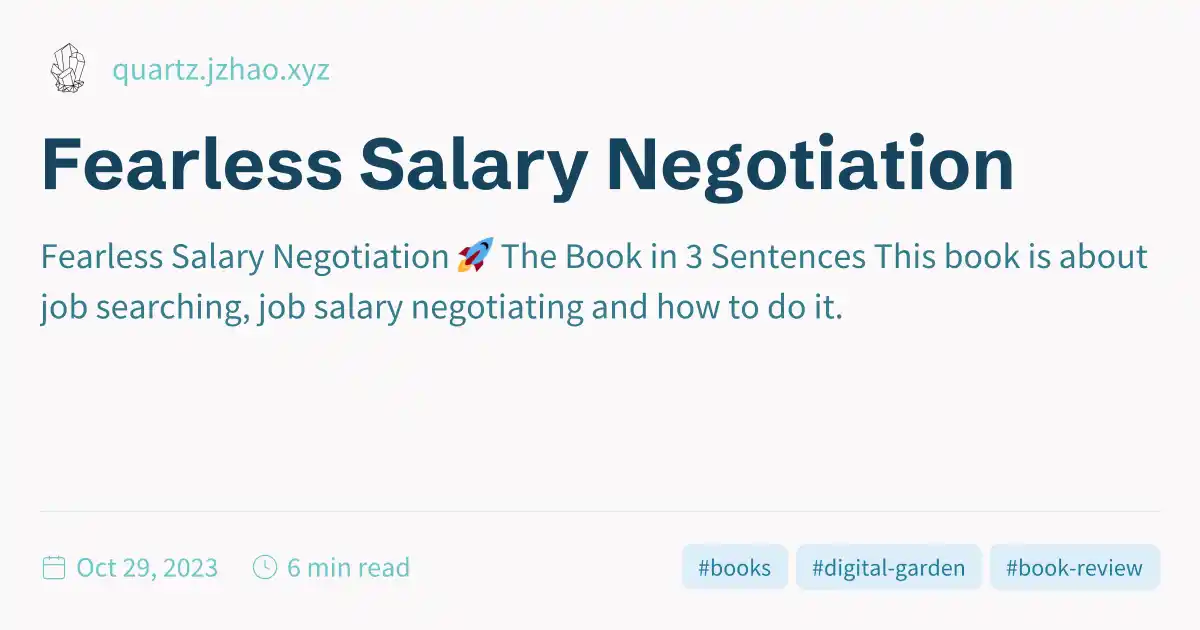 quartz.jzhao.xyz
Fearless Salary Negotiation
Fearless Salary Negotiation 🚀 The Book in 3 Sentences This book is about
job searching, job salary negotiating and how to do it.
Oct 29, 2023 6 min read #books #digital-garden #book-review